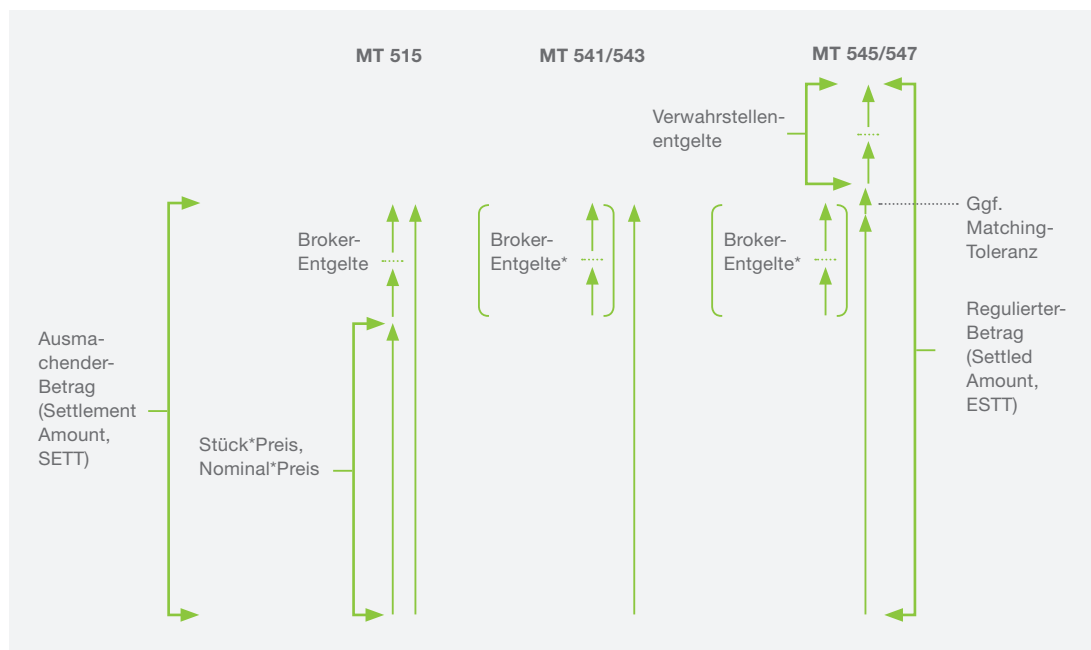 MT 515
MT 541/543
MT 545/547
Verwahrstellen-
entgelte
Broker-
Entgelte
Broker-
Entgelte*
Broker-
Entgelte*
Ggf.
Matching-
Toleranz
Ausma-
chender-
Betrag
(Settlement
Amount,
SETT)
Stück*Preis,
Nominal*Preis
Regulierter-
Betrag
(Settled
Amount,
ESTT)